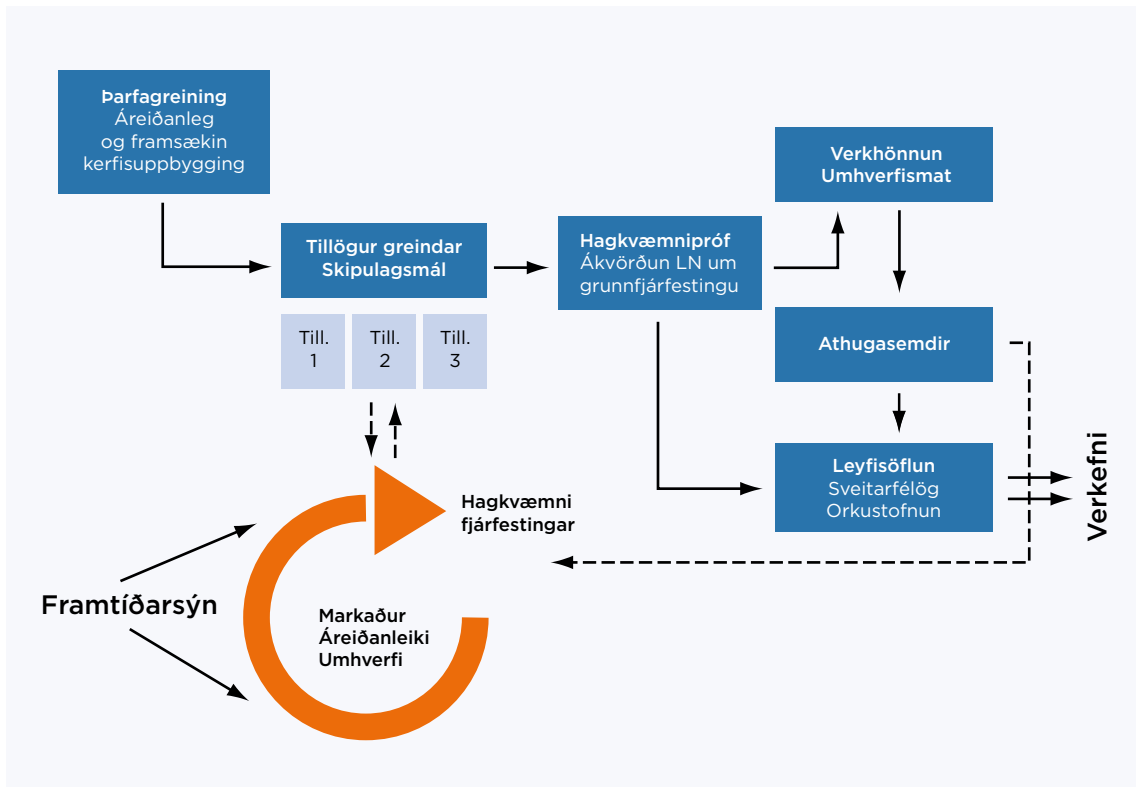 Þarfagreining
Áreiðanleg
og framsækin
kerfisuppbygging
Tillögur greindar
Skipulagsmál
Till.
1
Till.
2
Till.
3
Hagkvæmnipróf
Ákvörðun LN um
grunnfjárfestingu
Verkhönnun
Umhverfismat
Athugasemdir
Leyfisöflun
Sveitarfélög
Orkustofnun
Verkefni
Hagkvæmni
fjárfestingar
Framtíðarsýn
Markaður
Áreiðanleiki
Umhverfi